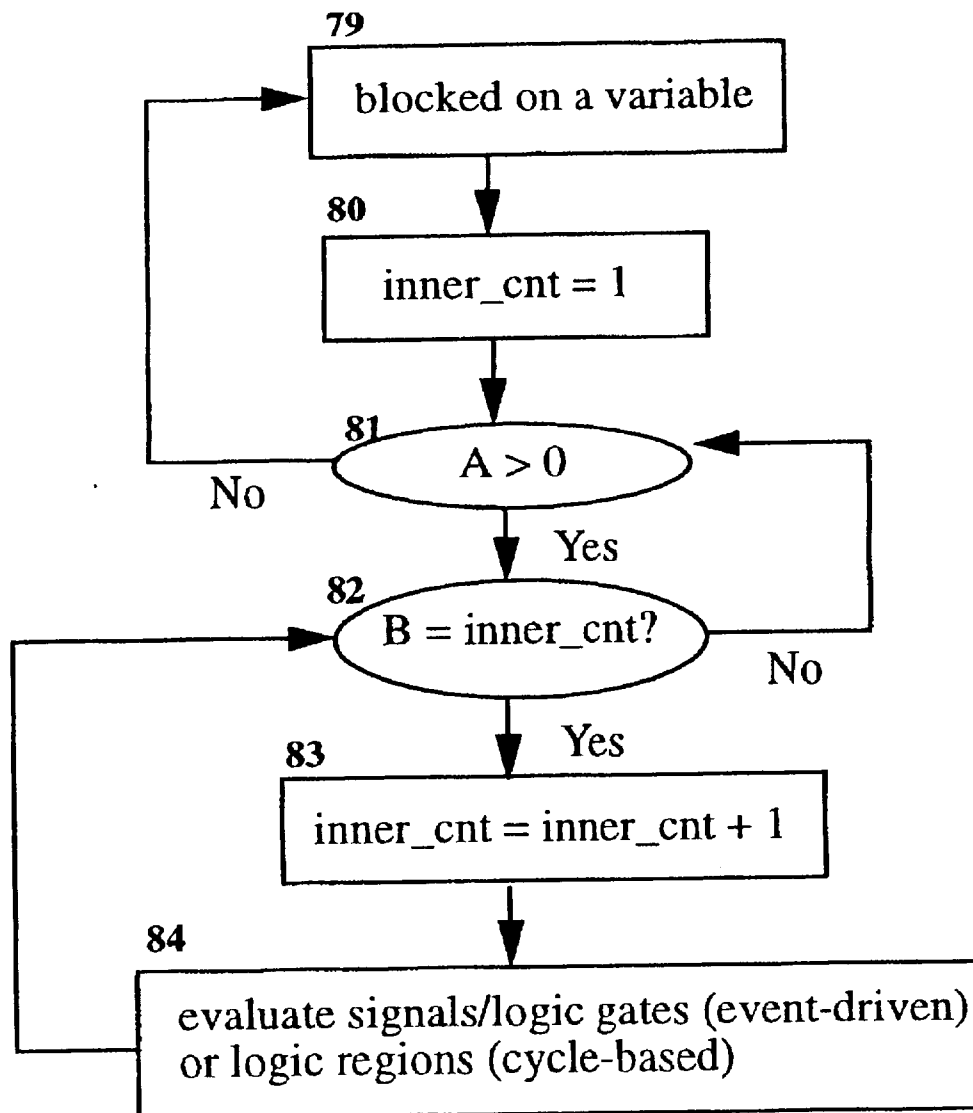 79
blocked on a variable
80
inner_cnt = 1
81
A > 0
No
Yes
82
B = inner_cnt?
No
Yes
83
inner_cnt = inner_cnt + 1
84
evaluate signals/logic gates (event-driven)
or logic regions (cycle-based)